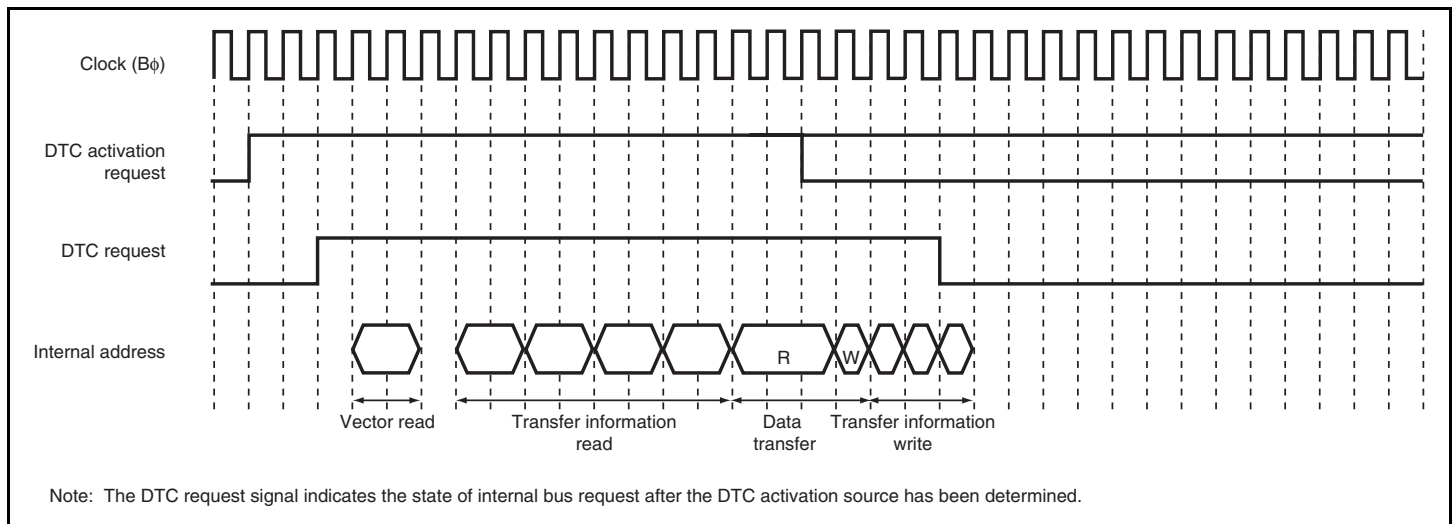 Clock (Bφ)
DTC activation
request
DTC request
Internal address
R
W
Vector read
Transfer information
read
Data
transfer
Transfer information
write
Note: The DTC request signal indicates the state of internal bus request after the DTC activation source has been determined.